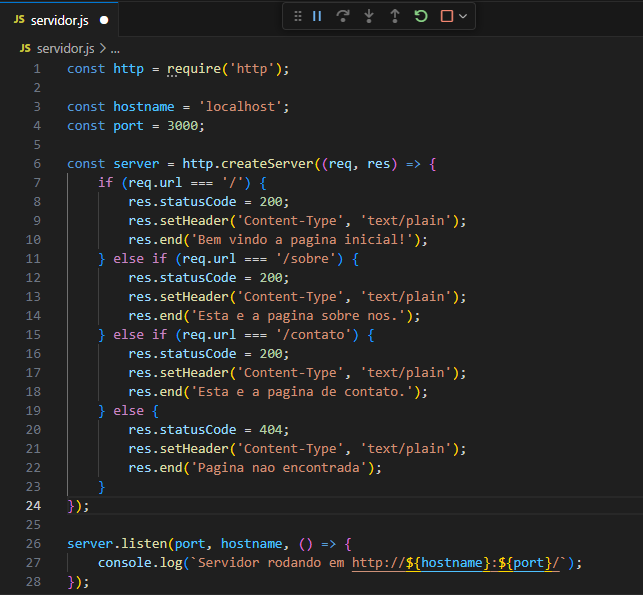 JS servidor.js
JS servidor.js > ...
1 const http = require('http');
2
3 const hostname = 'localhost';
4 const port = 3000;
5
6 const server = http.createServer((req, res) => {
7     if (req.url === '/') {
8         res.statusCode = 200;
9         res.setHeader('Content-Type', 'text/plain');
10         res.end('Bem vindo a pagina inicial!');
11     } else if (req.url === '/sobre') {
12         res.statusCode = 200;
13         res.setHeader('Content-Type', 'text/plain');
14         res.end('Esta e a pagina sobre nos.');
15     } else if (req.url === '/contato') {
16         res.statusCode = 200;
17         res.setHeader('Content-Type', 'text/plain');
18         res.end('Esta e a pagina de contato.');
19     } else {
20         res.statusCode = 404;
21         res.setHeader('Content-Type', 'text/plain');
22         res.end('Pagina nao encontrada');
23     }
24 });
25
26 server.listen(port, hostname, () => {
27     console.log(`Servidor rodando em http://${hostname}:${port}/`);
28 });